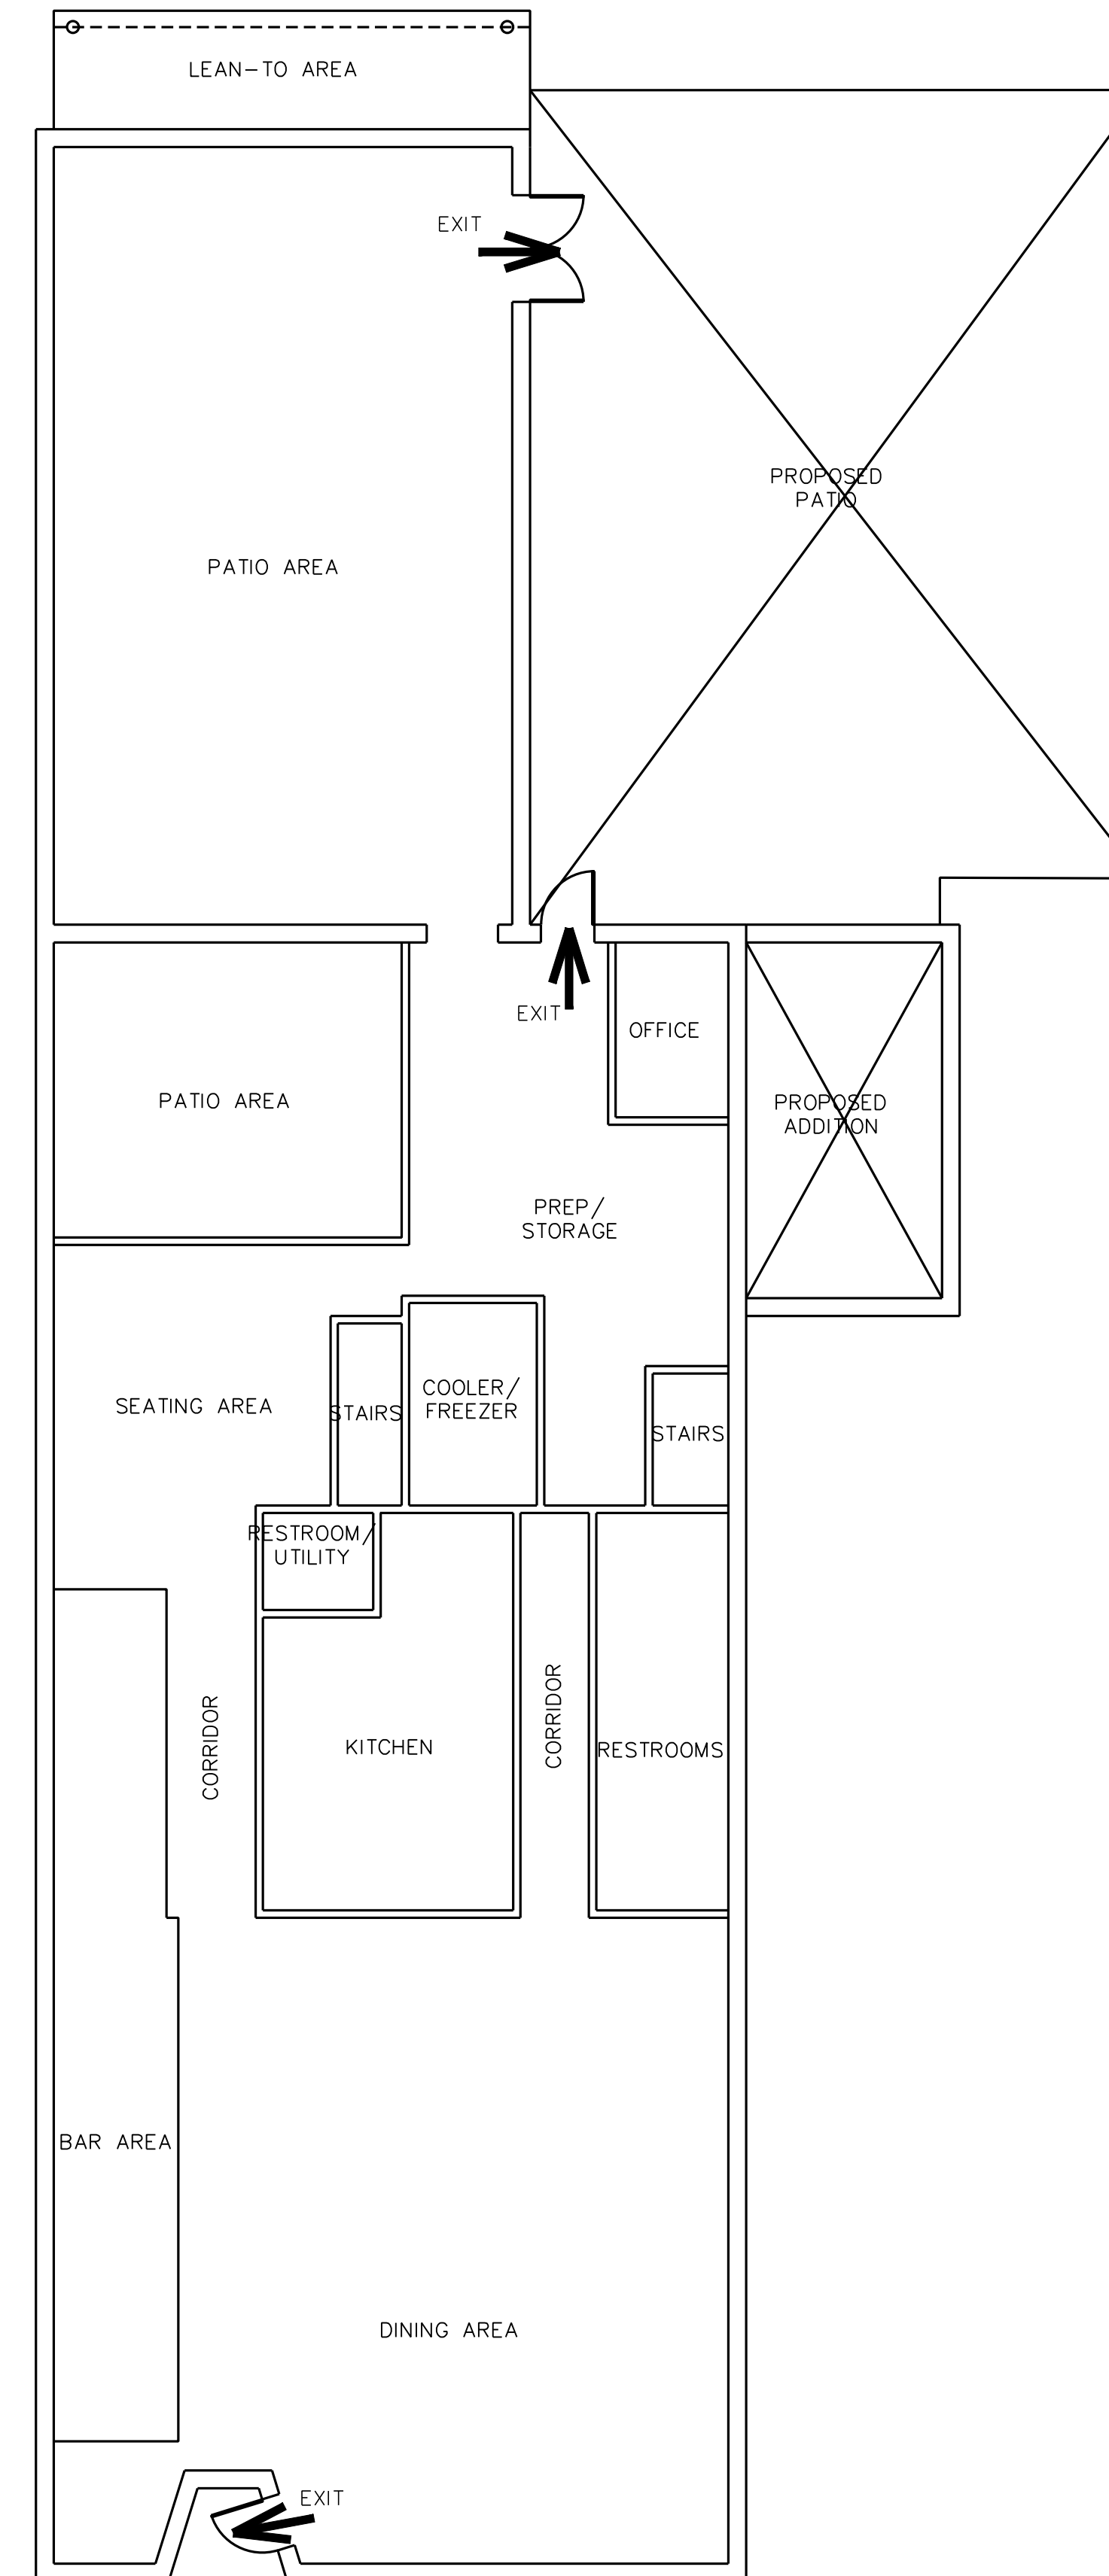 LEAN-TO AREA
EXIT
PROPOSED
PATIO
PATIO AREA
EXIT
OFFICE
PATIO AREA
PROPOSED
ADDITION
PREP/
STORAGE
COOLER/
FREEZER
SEATING AREA
STAIRS
STAIRS
RESTROOM/
UTILITY
CORRIDOR
CORRIDOR
KITCHEN
RESTROOMS
BAR AREA
DINING AREA
EXIT